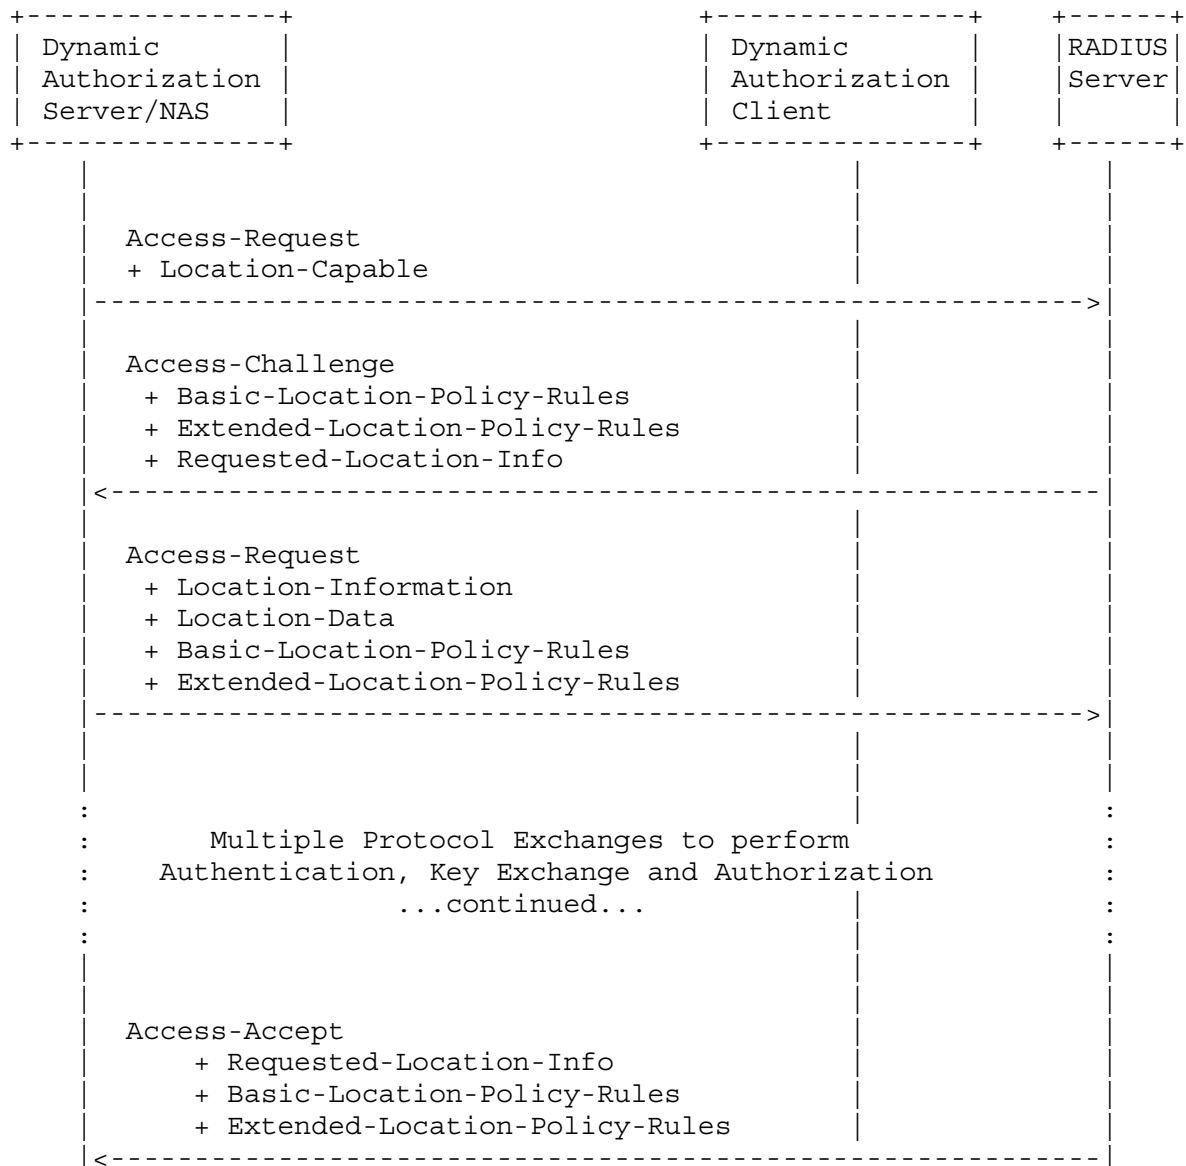 Dynamic Dynamic RADIUS
Authorization Authorization Server
Server/NAS Client
Access-Request
+ Location-Capable
Access-Challenge
+ Basic-Location-Policy-Rules
+ Extended-Location-Policy-Rules
+ Requested-Location-Info
Access-Request
+ Location-Information
+ Location-Data
+ Basic-Location-Policy-Rules
+ Extended-Location-Policy-Rules
Multiple Protocol Exchanges to perform
Authentication, Key Exchange and Authorization
...continued...
Access-Accept
+ Requested-Location-Info
+ Basic-Location-Policy-Rules
+ Extended-Location-Policy-Rules